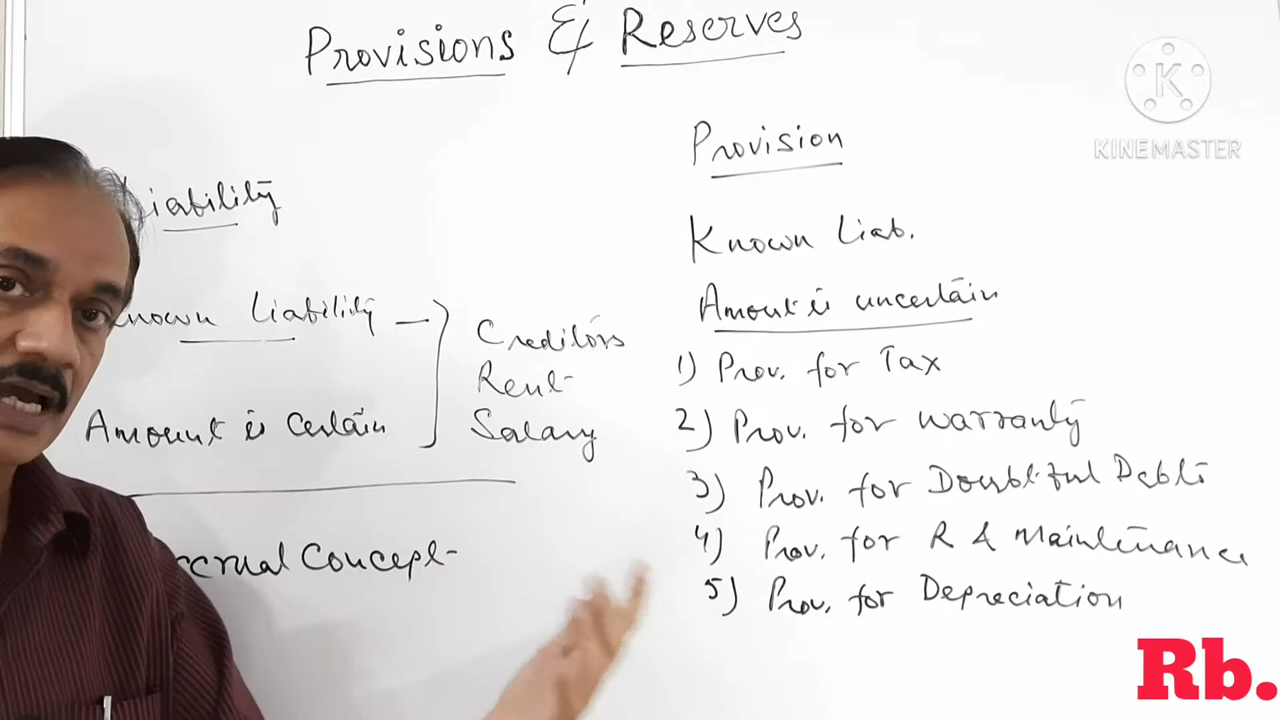 Provisions & Reserves
K
KINEMASTER
iability
nown Liability
Amount is Certain
Creditors
Rent
Salary
ccrual Concept
Provision
Known Liab.
Amount is uncertain
1) Prov. for Tax
2) Prov. for warranty
3) Prov. for Doubtful Debts
4) Prov. for R & Maintenance
5) Prov. for Depreciation
Rb.